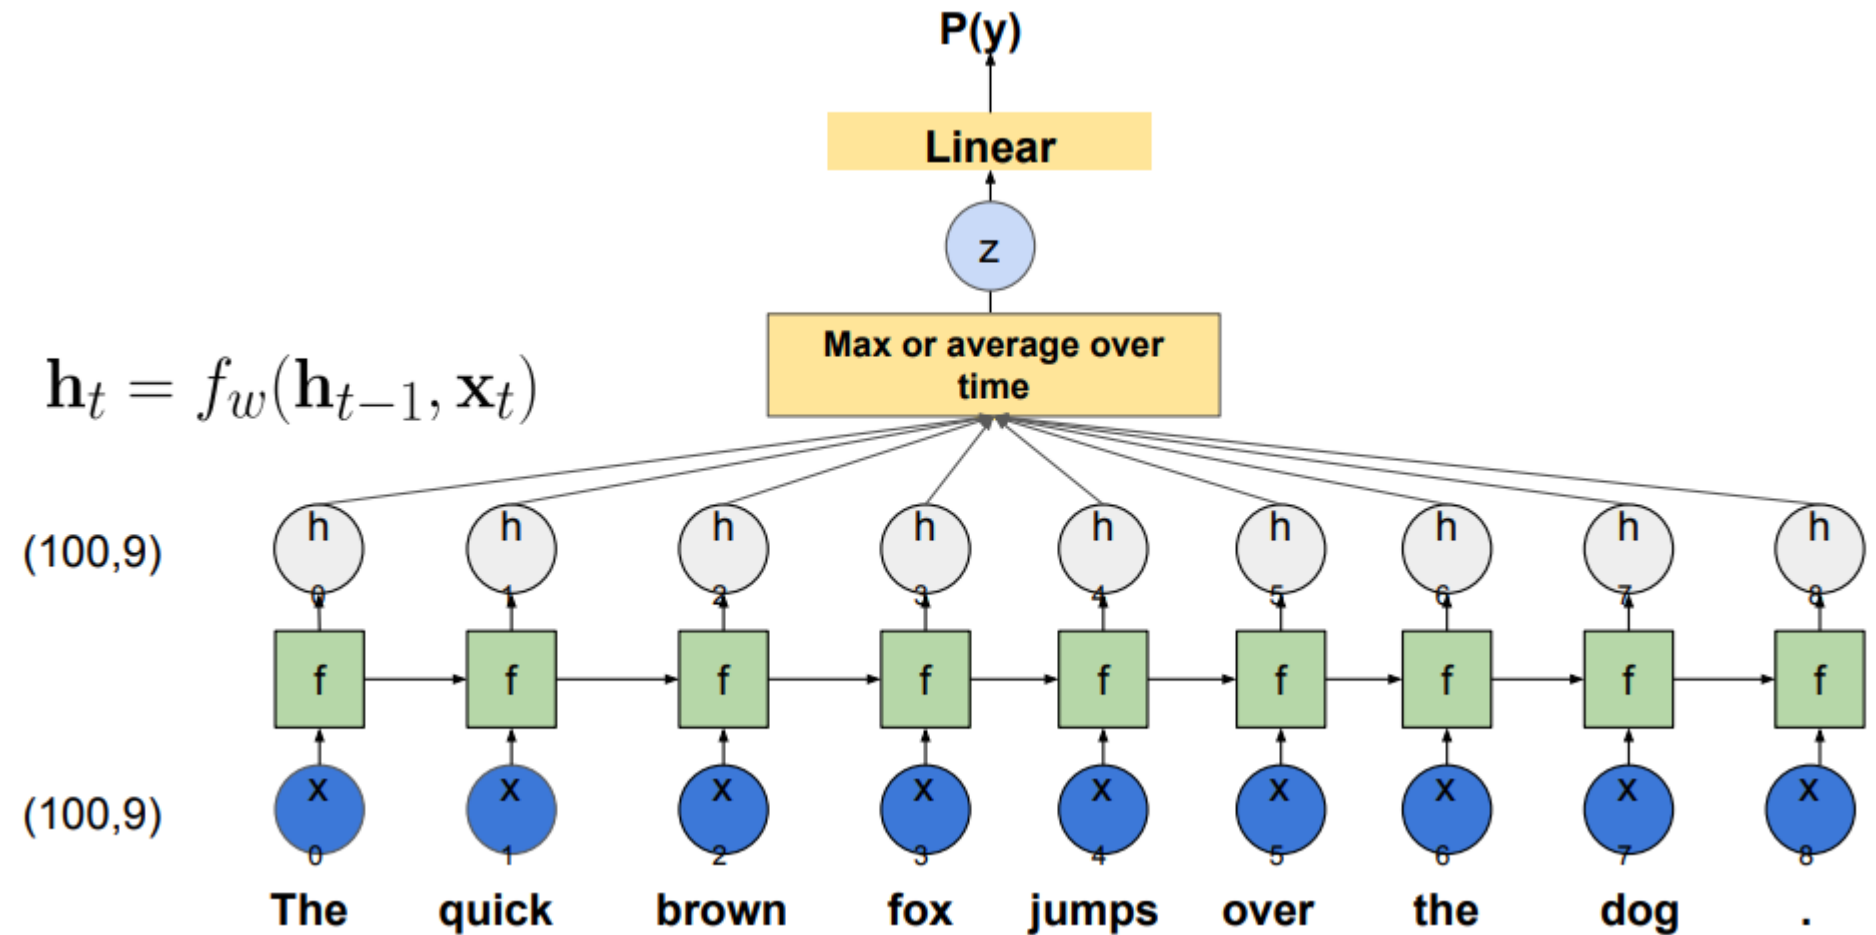 P(y)
Linear
z
Max or average over
time
h_t = f_w(h_{t-1}, x_t)
(100,9)
h h h h h h h h h
0 1 2 3 4 5 6 7 8
f f f f f f f f f
(100,9)
x x x x x x x x x
0 1 2 3 4 5 6 7 8
The quick brown fox jumps over the dog .